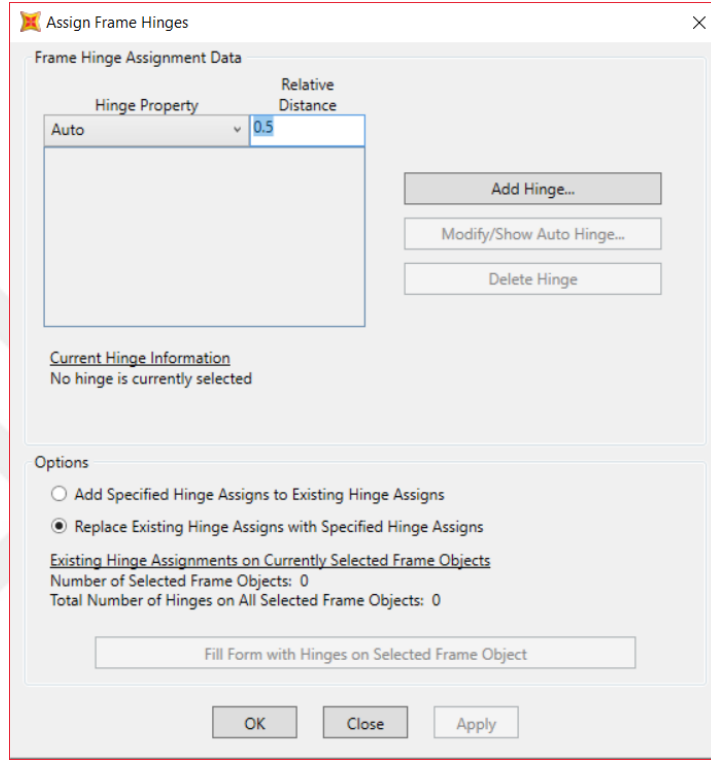 Assign Frame Hinges
Frame Hinge Assignment Data
Relative
Hinge Property Distance
Auto 0.5
Add Hinge...
Modify/Show Auto Hinge...
Delete Hinge
Current Hinge Information
No hinge is currently selected
Options
Add Specified Hinge Assigns to Existing Hinge Assigns
Replace Existing Hinge Assigns with Specified Hinge Assigns
Existing Hinge Assignments on Currently Selected Frame Objects
Number of Selected Frame Objects: 0
Total Number of Hinges on All Selected Frame Objects: 0
Fill Form with Hinges on Selected Frame Object
OK Close Apply